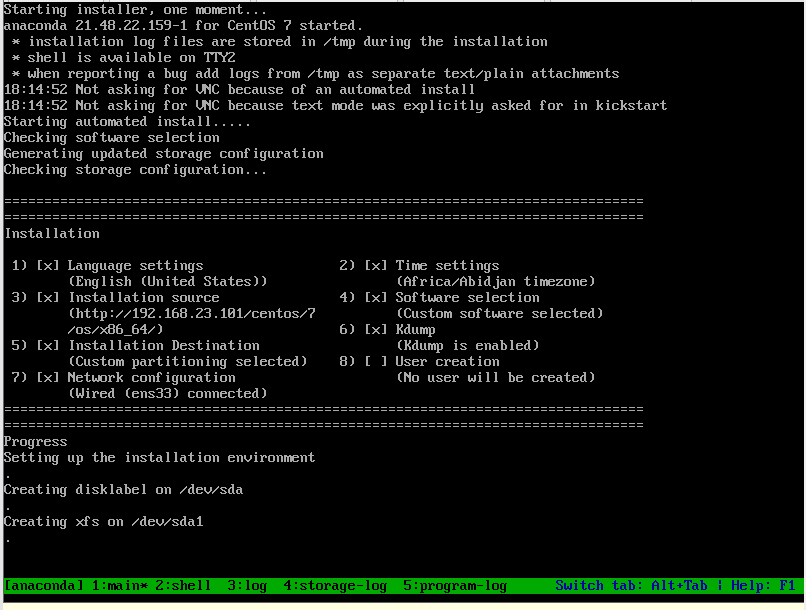 Starting installer, one moment...
anaconda 21.48.22.159-1 for CentOS 7 started.
 * installation log files are stored in /tmp during the installation
 * shell is available on TTY2
 * when reporting a bug add logs from /tmp as separate text/plain attachments
18:14:52 Not asking for VNC because of an automated install
18:14:52 Not asking for VNC because text mode was explicitly asked for in kickstart
Starting automated install.....
Checking software selection
Generating updated storage configuration
Checking storage configuration...
================================================================================
================================================================================
Installation
 1) [x] Language settings                 2) [x] Time settings
        (English (United States))                (Africa/Abidjan timezone)
 3) [x] Installation source               4) [x] Software selection
        (http://192.168.23.101/centos/7          (Custom software selected)
        /os/x86_64/)                      6) [x] Kdump
 5) [x] Installation Destination                 (Kdump is enabled)
        (Custom partitioning selected)    8) [ ] User creation
 7) [x] Network configuration                    (No user will be created)
        (Wired (ens33) connected)
================================================================================
================================================================================
Progress
Setting up the installation environment
.
Creating disklabel on /dev/sda
.
Creating xfs on /dev/sda1
.
[anaconda] 1:main* 2:shell  3:log  4:storage-log  5:program-log      Switch tab: Alt+Tab | Help: F1